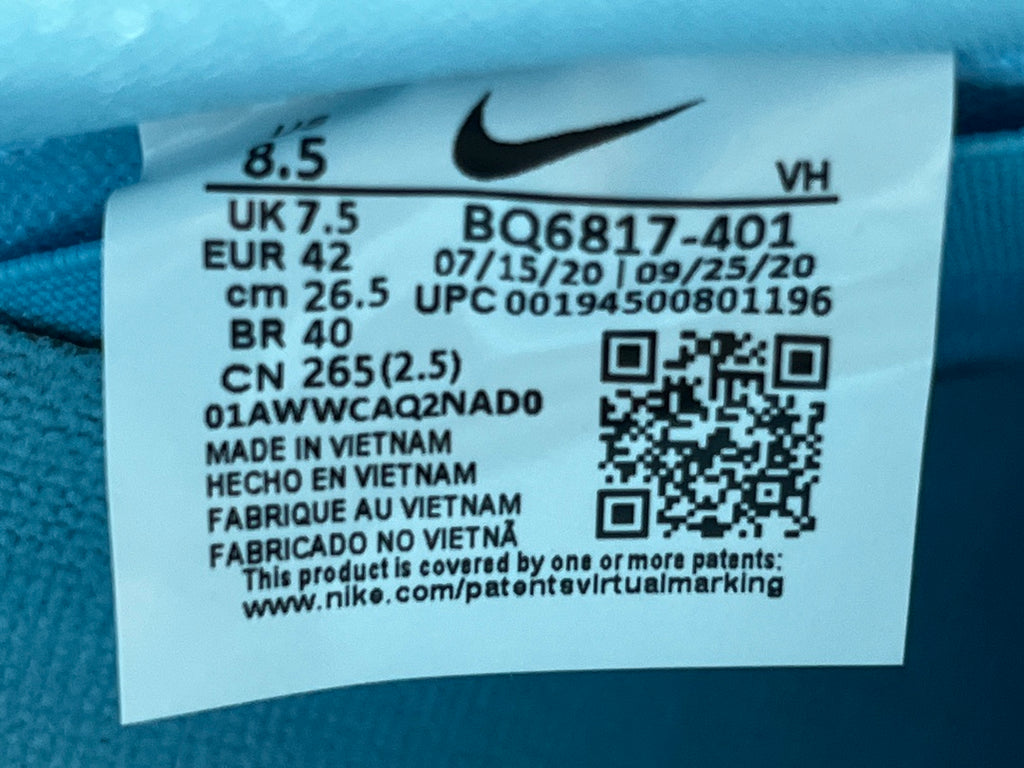 US
8.5
VH
UK 7.5
BQ6817-401
EUR 42
07/15/20 | 09/25/20
cm 26.5
UPC 00194500801196
BR 40
CN 265(2.5)
01AWWCAQ2NAD0
MADE IN VIETNAM
HECHO EN VIETNAM
FABRIQUE AU VIETNAM
FABRICADO NO VIETNÃ
This product is covered by one or more patents:
www.nike.com/patentsvirtualmarking